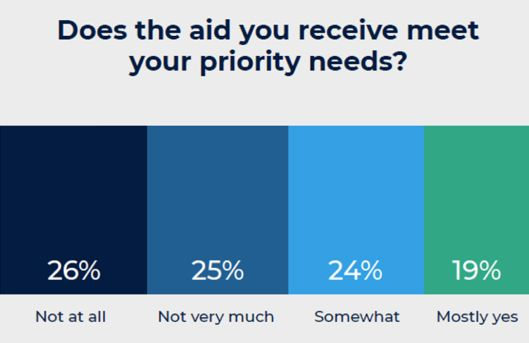 Does the aid you receive meet
your priority needs?
26%
25%
24%
19%
Not at all
Not very much
Somewhat
Mostly yes